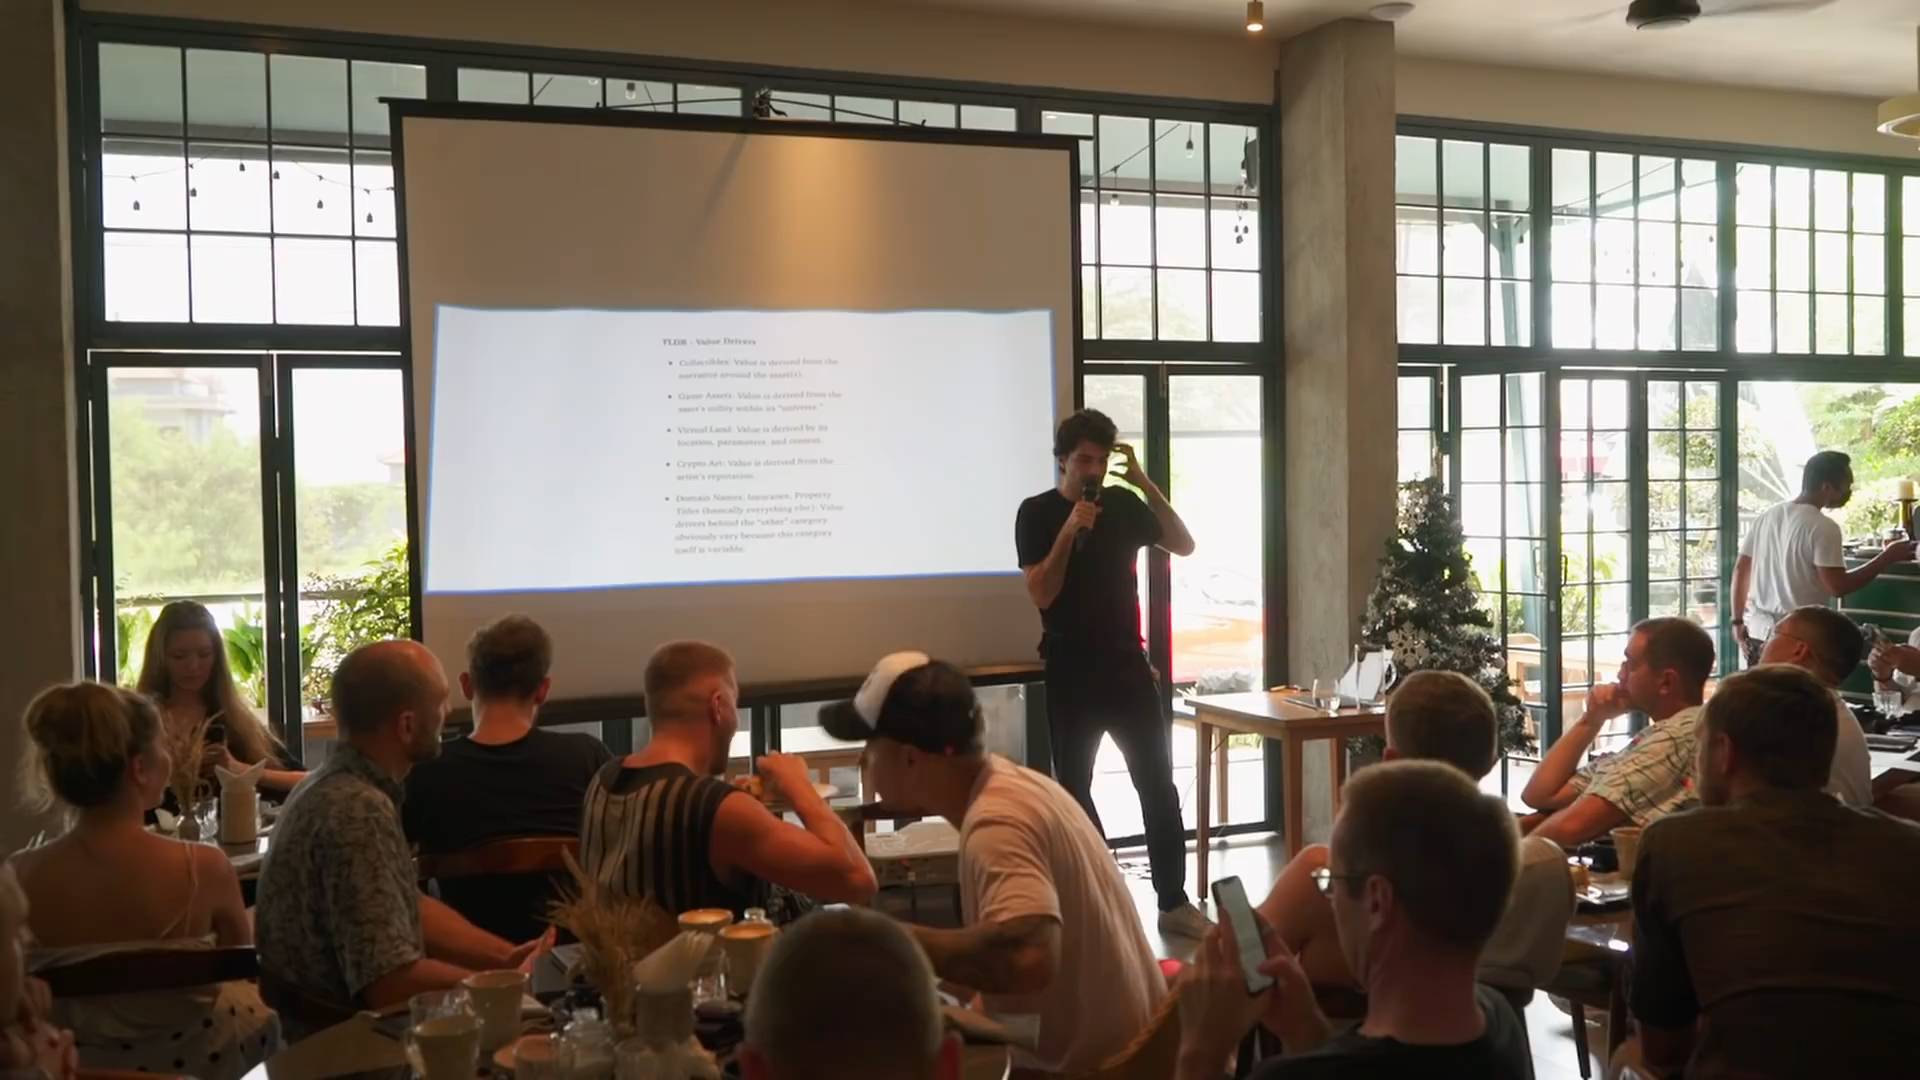 TLDR - Value Drivers
• Collectibles: Value is derived from the
narrative around the asset(s).
• Game Assets: Value is derived from the
asset's utility within its "universe."
• Virtual Land: Value is derived by its
location, parameters, and content.
• Crypto Art: Value is derived from the
artist's reputation.
• Domain Names, Insurance, Property
Titles (basically everything else): Value
drivers behind the "other" category
obviously vary because this category
itself is variable.